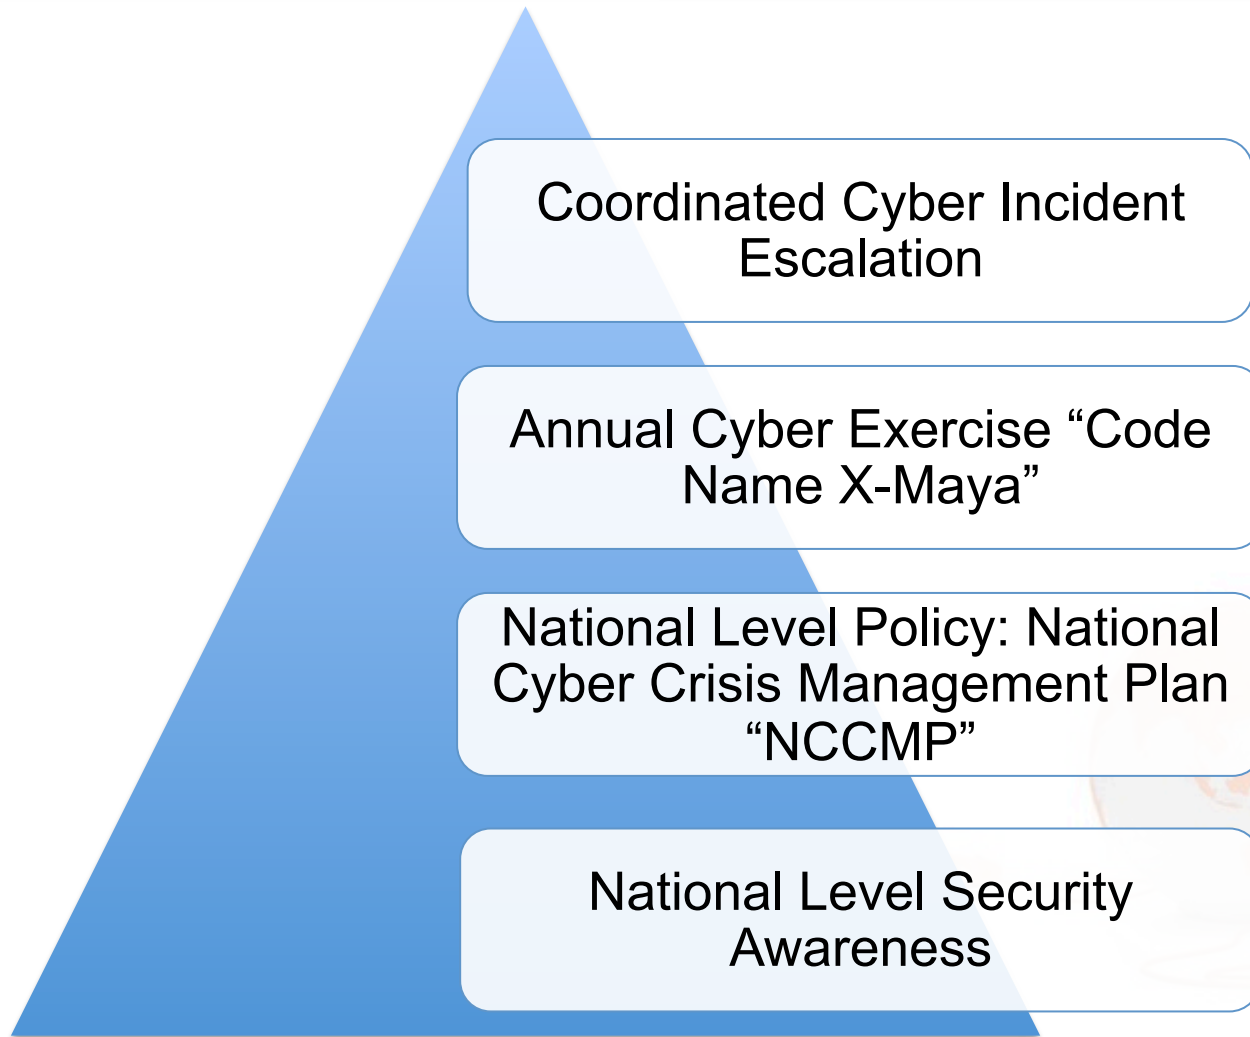 Coordinated Cyber Incident
Escalation
Annual Cyber Exercise “Code
Name X-Maya”
National Level Policy: National
Cyber Crisis Management Plan
“NCCMP”
National Level Security
Awareness